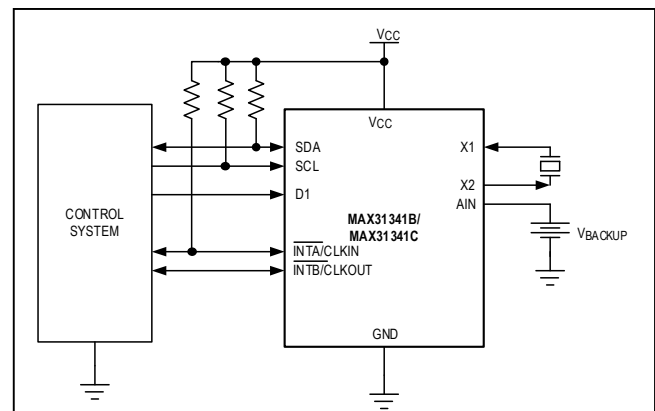 VCC
VCC
SDA
SCL
D1
INTA/CLKIN
INTB/CLKOUT
CONTROL
SYSTEM
MAX31341B/
MAX31341C
X1
X2
AIN
VBACKUP
GND